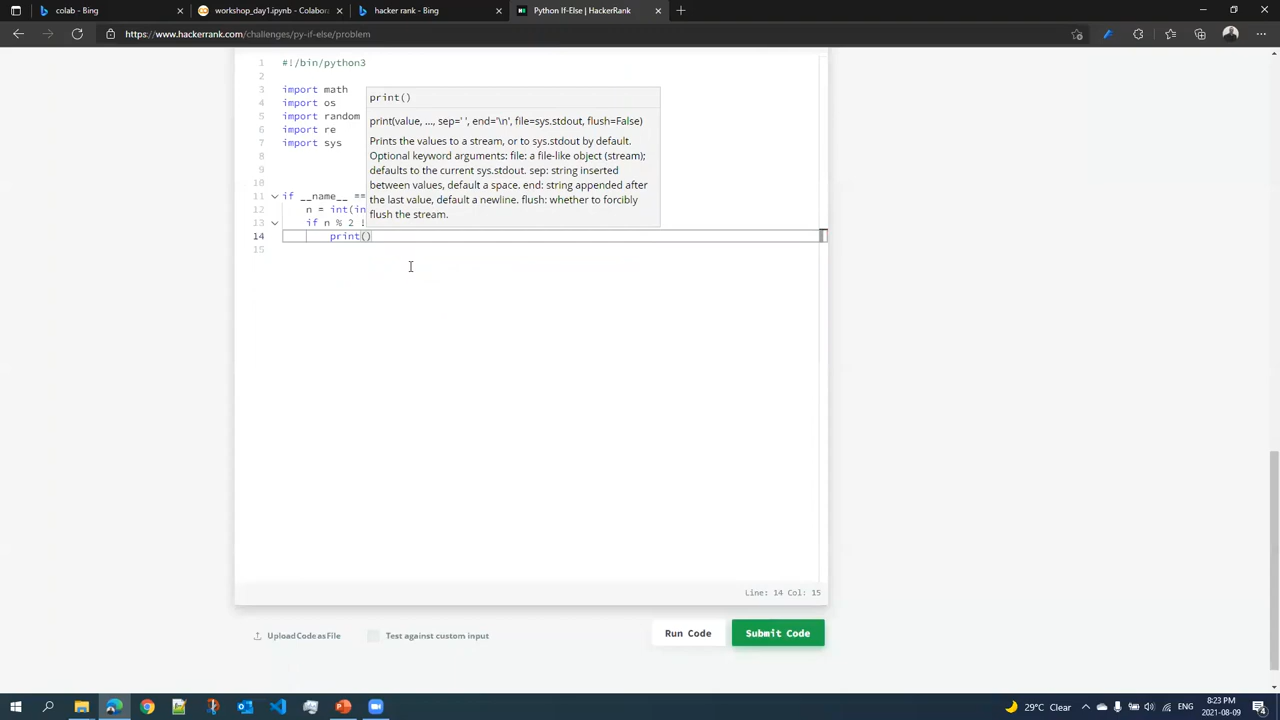 colab - Bing
workshop_day1.ipynb - Colabora
hacker rank - Bing
Python If-Else | HackerRank
https://www.hackerrank.com/challenges/py-if-else/problem
1 #!/bin/python3
2
3 import math
4 import os
5 import random
6 import re
7 import sys
8
9
10
11 if __name__ ==
12 n = int(in
13 if n % 2 !
14 print()
15
print()
print(value, ..., sep=' ', end='\n', file=sys.stdout, flush=False)
Prints the values to a stream, or to sys.stdout by default.
Optional keyword arguments: file: a file-like object (stream);
defaults to the current sys.stdout. sep: string inserted
between values, default a space. end: string appended after
the last value, default a newline. flush: whether to forcibly
flush the stream.
Line: 14 Col: 15
Upload Code as File
Test against custom input
Run Code
Submit Code
29°C Clear
ENG
8:23 PM
2021-08-09